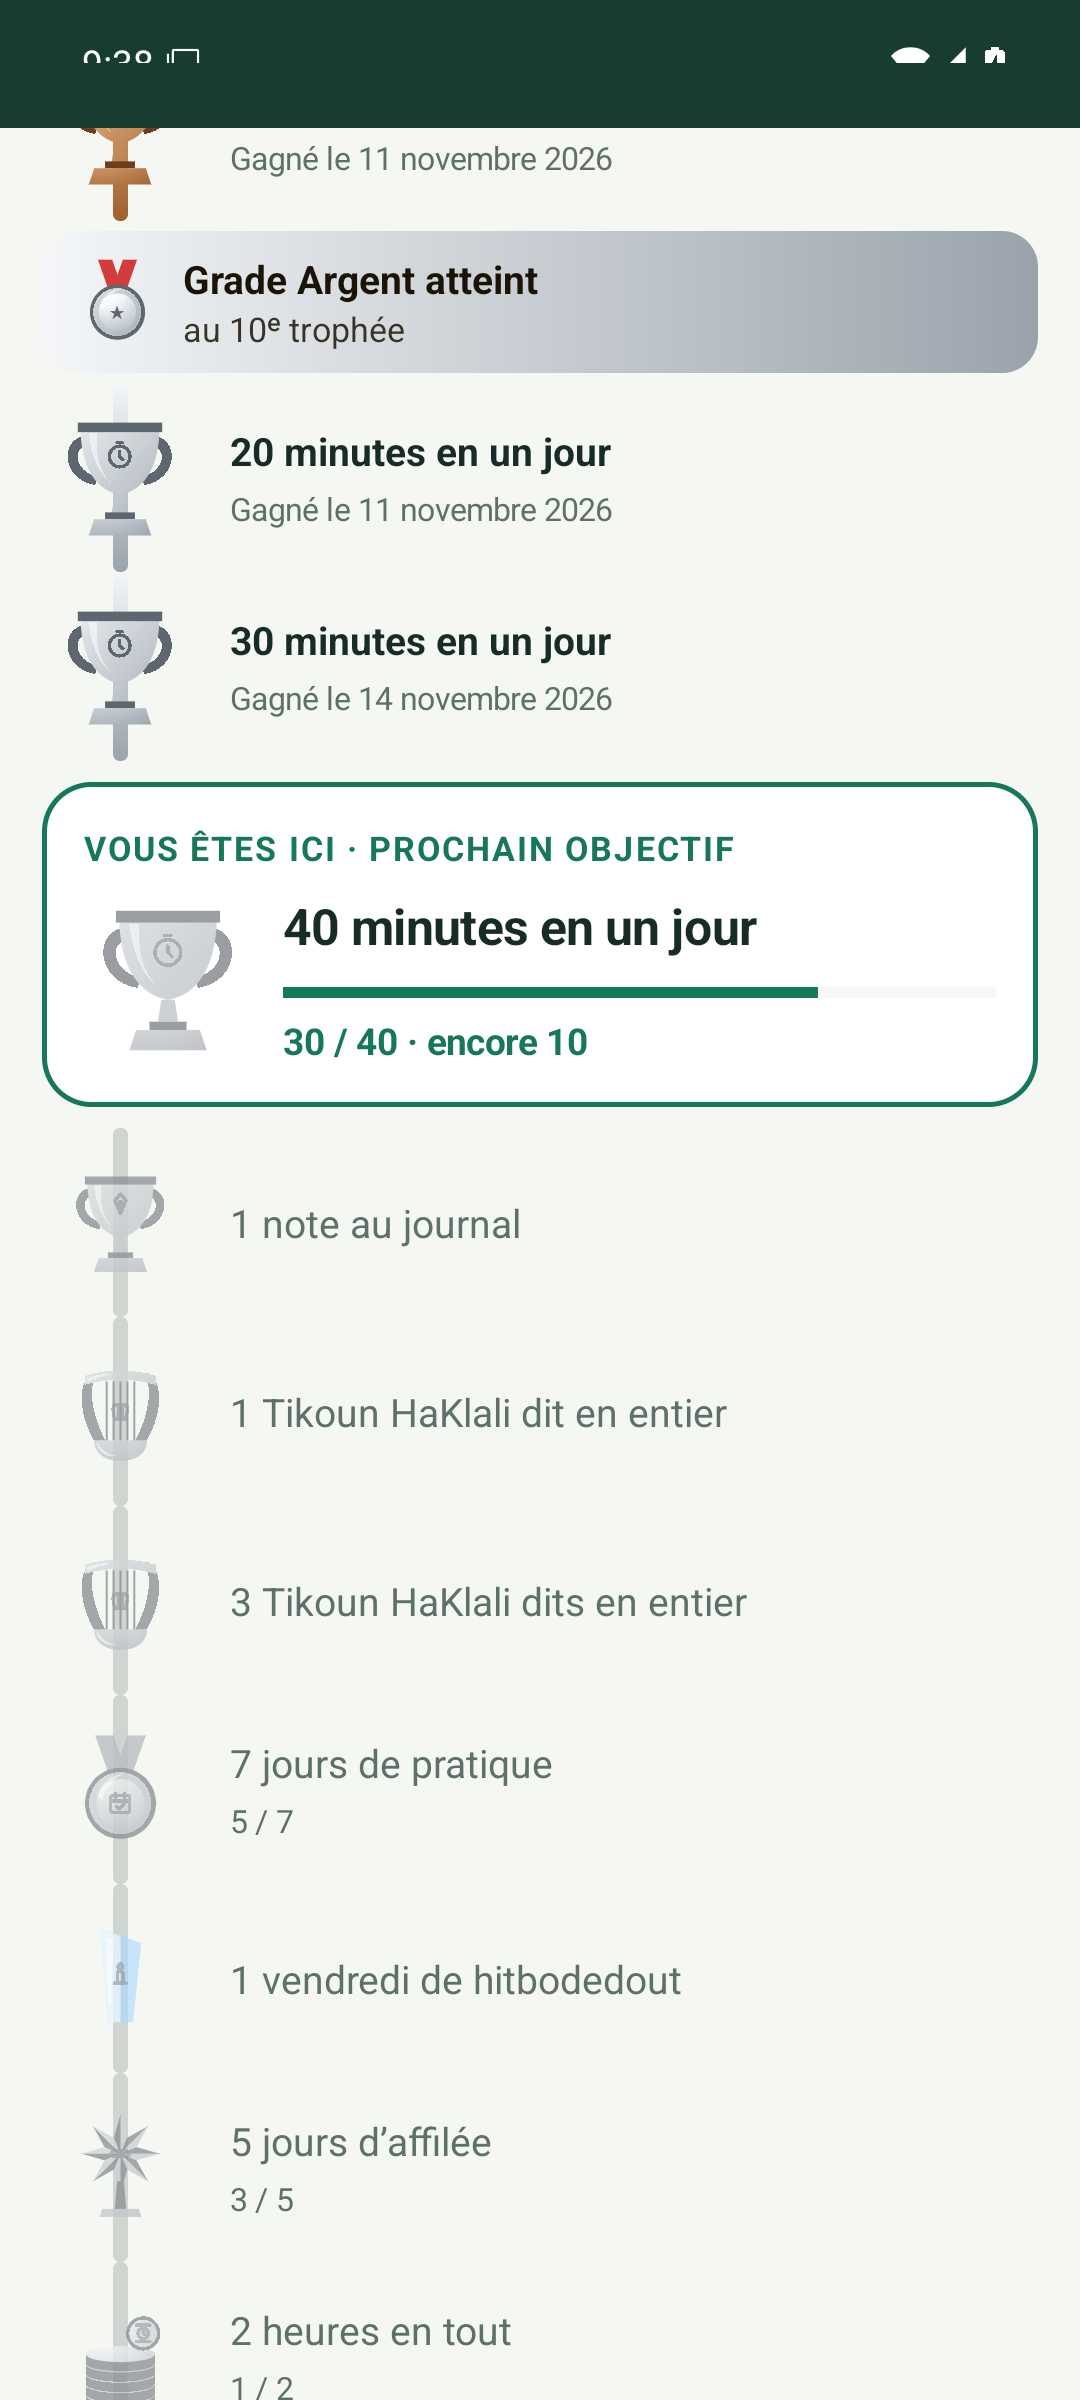 9:38
Gagné le 11 novembre 2026
Grade Argent atteint
au 10ᵉ trophée
20 minutes en un jour
Gagné le 11 novembre 2026
30 minutes en un jour
Gagné le 14 novembre 2026
VOUS ÊTES ICI · PROCHAIN OBJECTIF
40 minutes en un jour
30 / 40 · encore 10
1 note au journal
1 Tikoun HaKlali dit en entier
3 Tikoun HaKlali dits en entier
7 jours de pratique
5 / 7
1 vendredi de hitbodedout
5 jours d’affilée
3 / 5
2 heures en tout
1 / 2